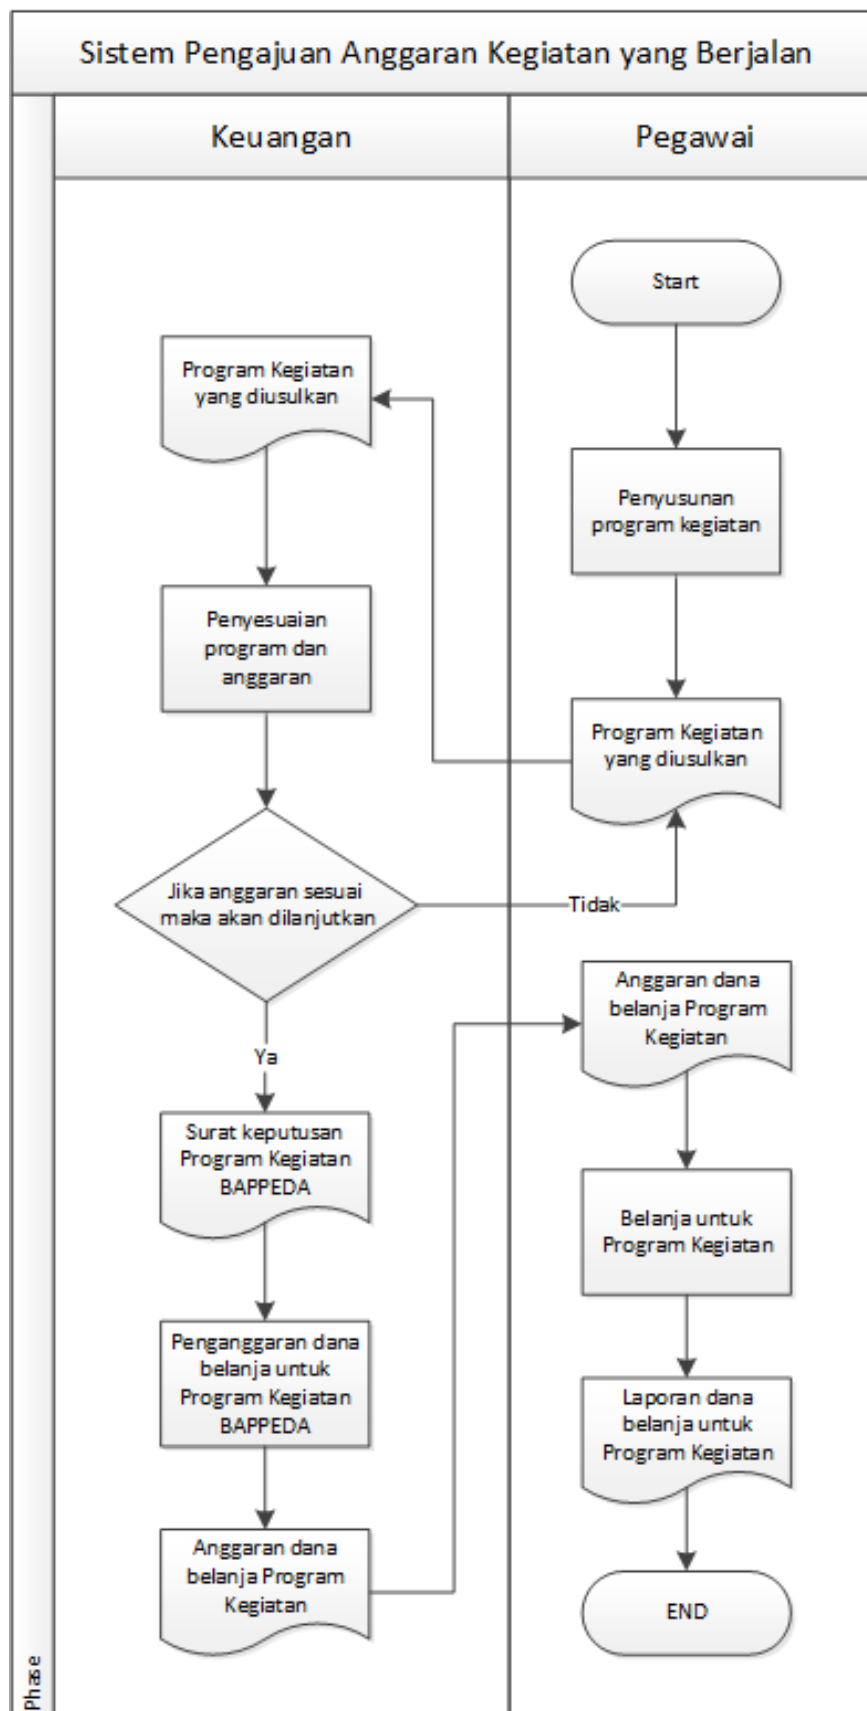 Sistem Pengajuan Anggaran Kegiatan yang Berjalan
Keuangan
Pegawai
Start
Penyusunan
program kegiatan
Program Kegiatan
yang diusulkan
Program Kegiatan
yang diusulkan
Penyesuaian
program dan
anggaran
Jika anggaran sesuai
maka akan dilanjutkan
Tidak
Ya
Surat keputusan
Program Kegiatan
BAPPEDA
Penganggaran dana
belanja untuk
Program Kegiatan
BAPPEDA
Anggaran dana
belanja Program
Kegiatan
Anggaran dana
belanja Program
Kegiatan
Belanja untuk
Program Kegiatan
Laporan dana
belanja untuk
Program Kegiatan
END
Phase